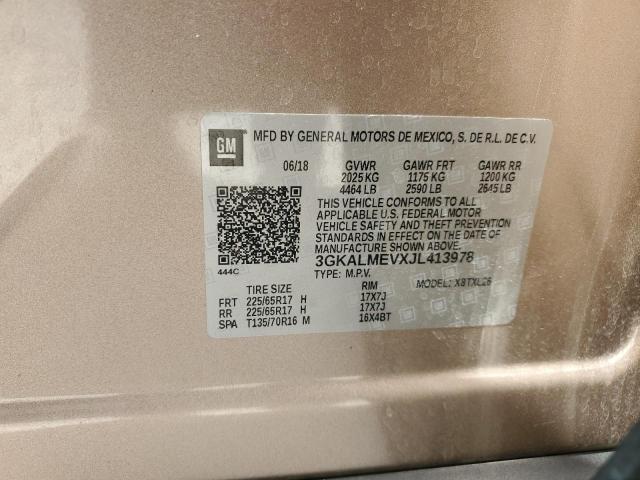 GM MFD BY GENERAL MOTORS DE MEXICO, S. DE R.L. DE C.V.
06/18 GVWR GAWR FRT GAWR RR
2025 KG 1175 KG 1200 KG
4464 LB 2590 LB 2645 LB
THIS VEHICLE CONFORMS TO ALL
APPLICABLE U.S. FEDERAL MOTOR
VEHICLE SAFETY AND THEFT PREVENTION
STANDARDS IN EFFECT ON THE DATE OF
MANUFACTURE SHOWN ABOVE.
3GKALMEVXJL413978
444C TYPE: M.P.V. MODEL: X8TXL26
TIRE SIZE RIM
FRT 225/65R17 H 17X7J
RR 225/65R17 H 17X7J
SPA T135/70R16 M 16X4BT